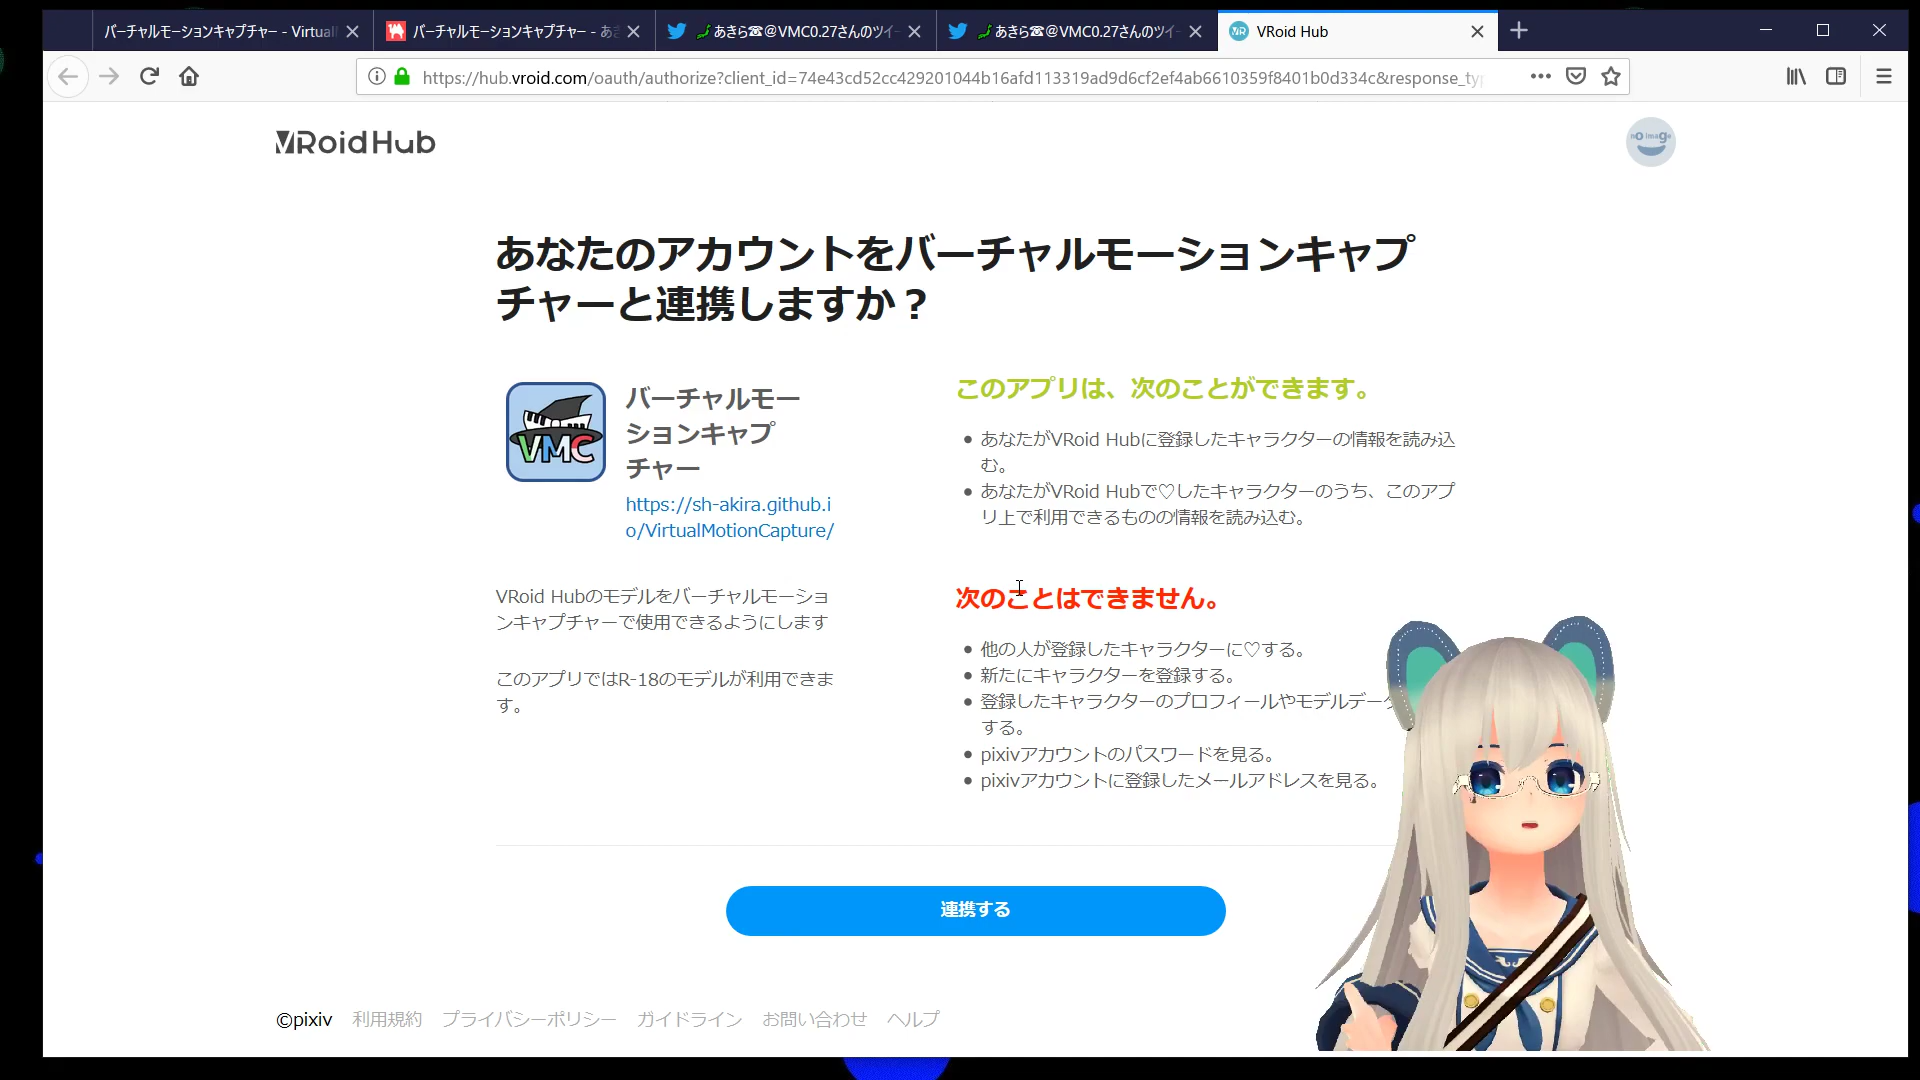 バーチャルモーションキャプチャー - Virtual
バーチャルモーションキャプチャー - あき
あきら☎@VMC0.27さんのツイー
あきら☎@VMC0.27さんのツイー
VRoid Hub
https://hub.vroid.com/oauth/authorize?client_id=74e43cd52cc429201044b16afd113319ad9d6cf2ef4ab6610359f8401b0d334c&response_ty
VRoid Hub
no image
あなたのアカウントをバーチャルモーションキャプ
チャーと連携しますか？
VMC
バーチャルモー
ションキャプ
チャー
https://sh-akira.github.i
o/VirtualMotionCapture/
VRoid Hubのモデルをバーチャルモーショ
ンキャプチャーで使用できるようにします
このアプリではR-18のモデルが利用できま
す。
このアプリは、次のことができます。
あなたがVRoid Hubに登録したキャラクターの情報を読み込
む。
あなたがVRoid Hubで♡したキャラクターのうち、このアプ
リ上で利用できるものの情報を読み込む。
次のことはできません。
他の人が登録したキャラクターに♡する。
新たにキャラクターを登録する。
登録したキャラクターのプロフィールやモデルデータ
する。
pixivアカウントのパスワードを見る。
pixivアカウントに登録したメールアドレスを見る。
連携する
©pixiv 利用規約 プライバシーポリシー ガイドライン お問い合わせ ヘルプ